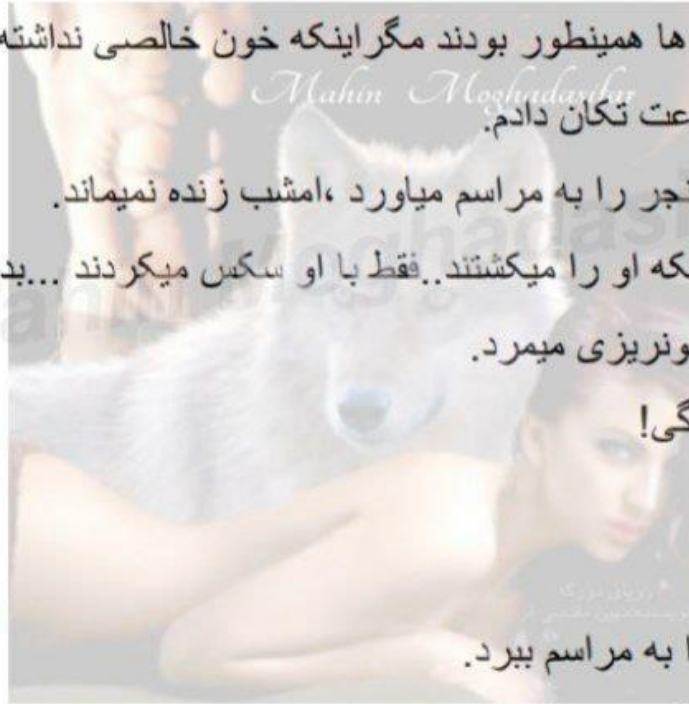 ها همینطور بودند مگراینکه خون خالصی نداشته
Mahin Moghadasifar
عت تکان دادم.
نجر را به مراسم میاورد ،امشب زنده نمیماند.
که او را میکشتند..فقط با او سکس میکردند ...بد
ونریزی میمرد.
گی!
ا به مراسم ببرد.